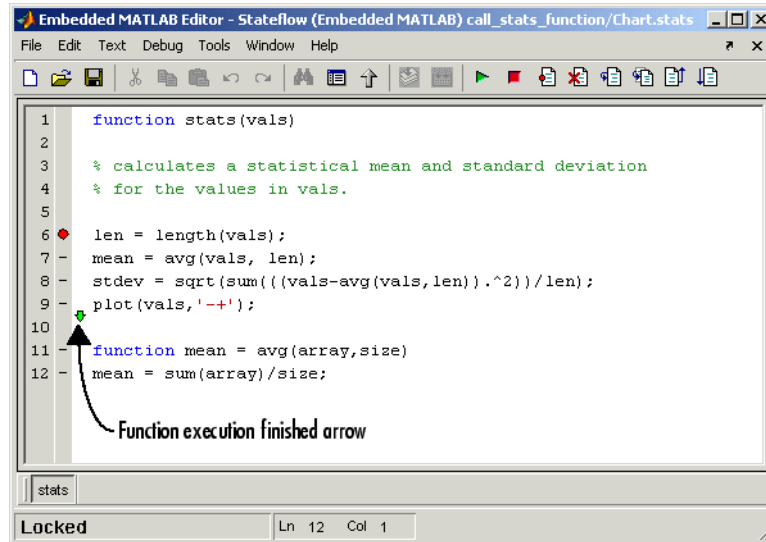 Embedded MATLAB Editor - Stateflow (Embedded MATLAB) call_stats_function/Chart.stats
File Edit Text Debug Tools Window Help
1 function stats(vals)
2
3 % calculates a statistical mean and standard deviation
4 % for the values in vals.
5
6 len = length(vals);
7 - mean = avg(vals, len);
8 - stdev = sqrt(sum(((vals-avg(vals,len)).^2))/len);
9 - plot(vals,'-+');
10
11 - function mean = avg(array,size)
12 - mean = sum(array)/size;
Function execution finished arrow
stats
Locked Ln 12 Col 1